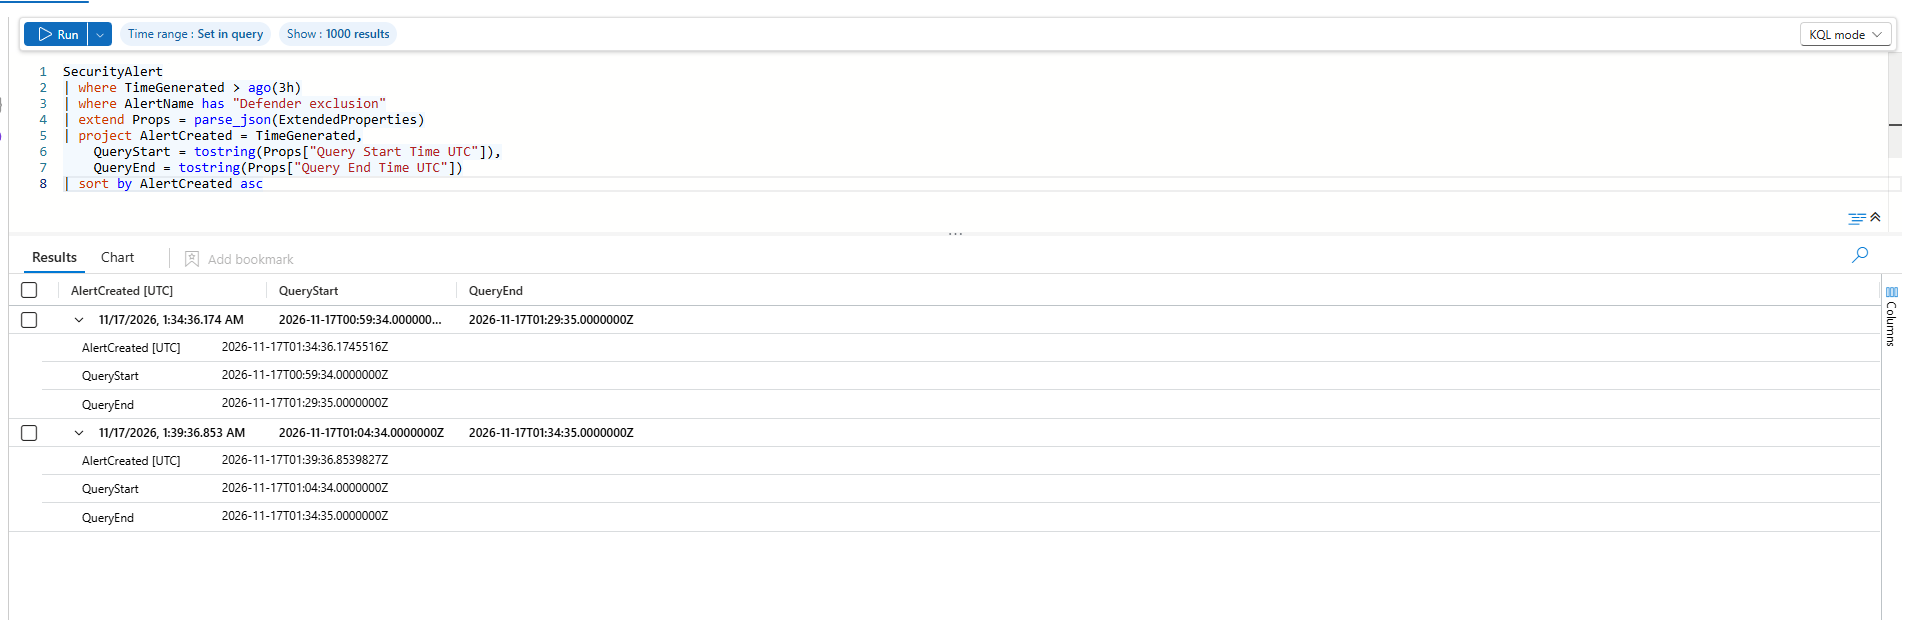 Run
Time range : Set in query
Show : 1000 results
KQL mode
1 SecurityAlert
2 | where TimeGenerated > ago(3h)
3 | where AlertName has "Defender exclusion"
4 | extend Props = parse_json(ExtendedProperties)
5 | project AlertCreated = TimeGenerated,
6 QueryStart = tostring(Props["Query Start Time UTC"]),
7 QueryEnd = tostring(Props["Query End Time UTC"])
8 | sort by AlertCreated asc
...
Results Chart Add bookmark
AlertCreated [UTC] QueryStart QueryEnd
11/17/2026, 1:34:36.174 AM 2026-11-17T00:59:34.000000... 2026-11-17T01:29:35.0000000Z
AlertCreated [UTC] 2026-11-17T01:34:36.1745516Z
QueryStart 2026-11-17T00:59:34.0000000Z
QueryEnd 2026-11-17T01:29:35.0000000Z
11/17/2026, 1:39:36.853 AM 2026-11-17T01:04:34.0000000Z 2026-11-17T01:34:35.0000000Z
AlertCreated [UTC] 2026-11-17T01:39:36.8539827Z
QueryStart 2026-11-17T01:04:34.0000000Z
QueryEnd 2026-11-17T01:34:35.0000000Z
Columns